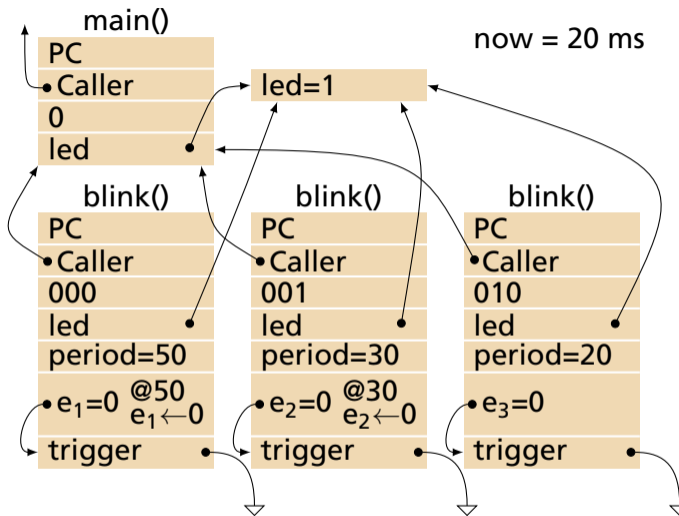 main()
PC
Caller
0
led
led=1
now = 20 ms
blink()
PC
Caller
000
led
period=50
e₁=0 @50
e₁←0
trigger
blink()
PC
Caller
001
led
period=30
e₂=0 @30
e₂←0
trigger
blink()
PC
Caller
010
led
period=20
e₃=0
trigger